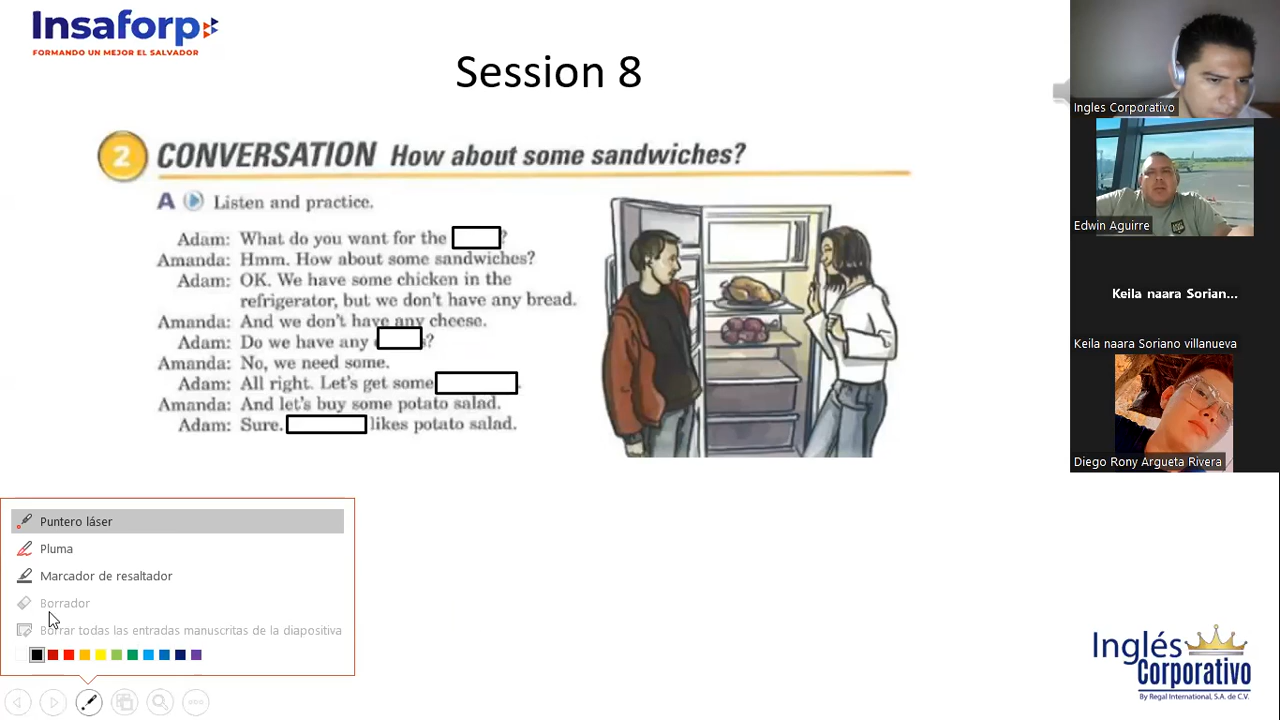 Insaforp
FORMANDO UN MEJOR EL SALVADOR
Session 8
2 CONVERSATION How about some sandwiches?
A Listen and practice.
Adam: What do you want for the ?
Amanda: Hmm. How about some sandwiches?
Adam: OK. We have some chicken in the
refrigerator, but we don't have any bread.
Amanda: And we don't have any cheese.
Adam: Do we have any ?
Amanda: No, we need some.
Adam: All right. Let's get some .
Amanda: And let's buy some potato salad.
Adam: Sure. likes potato salad.
Puntero láser
Pluma
Marcador de resaltador
Borrador
Borrar todas las entradas manuscritas de la diapositiva
Ingles Corporativo
Edwin Aguirre
Keila naara Sorian...
Keila naara Soriano villanueva
Diego Rony Argueta Rivera
Inglés
Corporativo
By Regal International, S.A. de C.V.